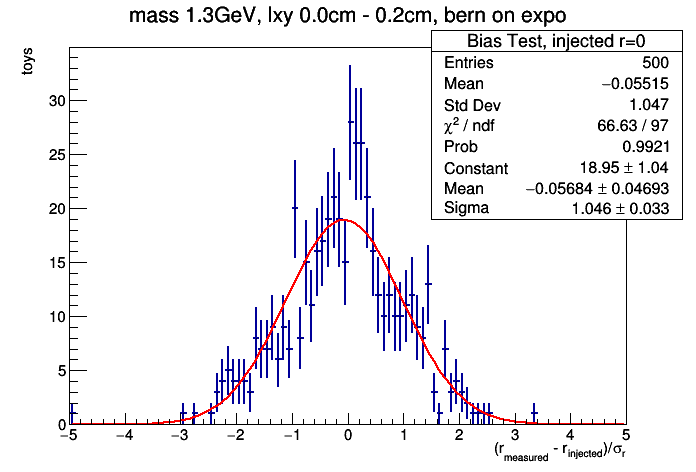 mass 1.3GeV, lxy 0.0cm - 0.2cm, bern on expo
Bias Test, injected r=0
Entries 500
Mean −0.05515
Std Dev 1.047
χ² / ndf 66.63 / 97
Prob 0.9921
Constant 18.95 ± 1.04
Mean −0.05684 ± 0.04693
Sigma 1.046 ± 0.033
toys
30
25
20
15
10
5
0
−5 −4 −3 −2 −1 0 1 2 3 4 5
(r_measured - r_injected)/σ_r